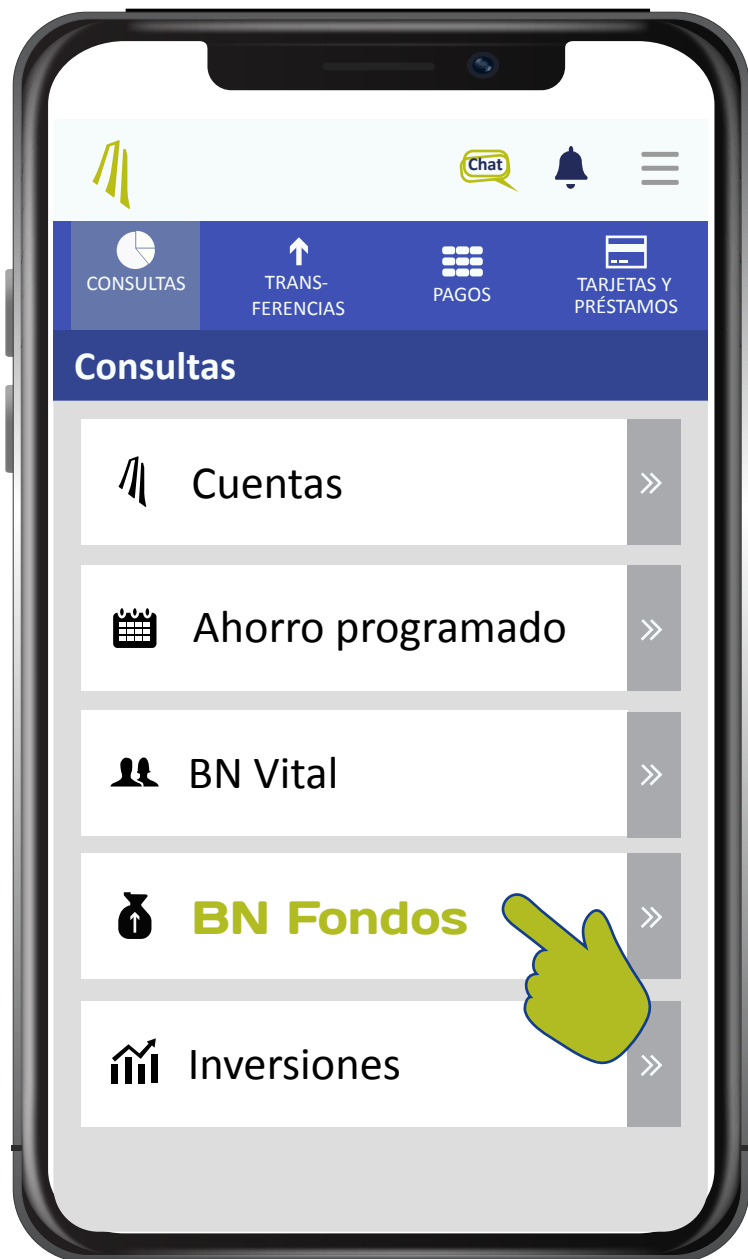 Chat
CONSULTAS
TRANS-
FERENCIAS
PAGOS
TARJETAS Y
PRÉSTAMOS
Consultas
Cuentas
Ahorro programado
BN Vital
BN Fondos
Inversiones